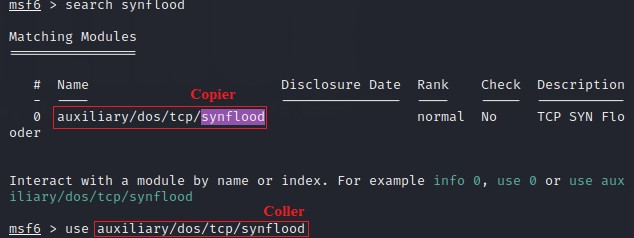 msf6 > search synflood
Matching Modules
================
# Name Disclosure Date Rank Check Description
- ---- --------------- ---- ----- -----------
Copier
0 auxiliary/dos/tcp/synflood normal No TCP SYN Flo
oder
Interact with a module by name or index. For example info 0, use 0 or use aux
iliary/dos/tcp/synflood
Coller
msf6 > use auxiliary/dos/tcp/synflood